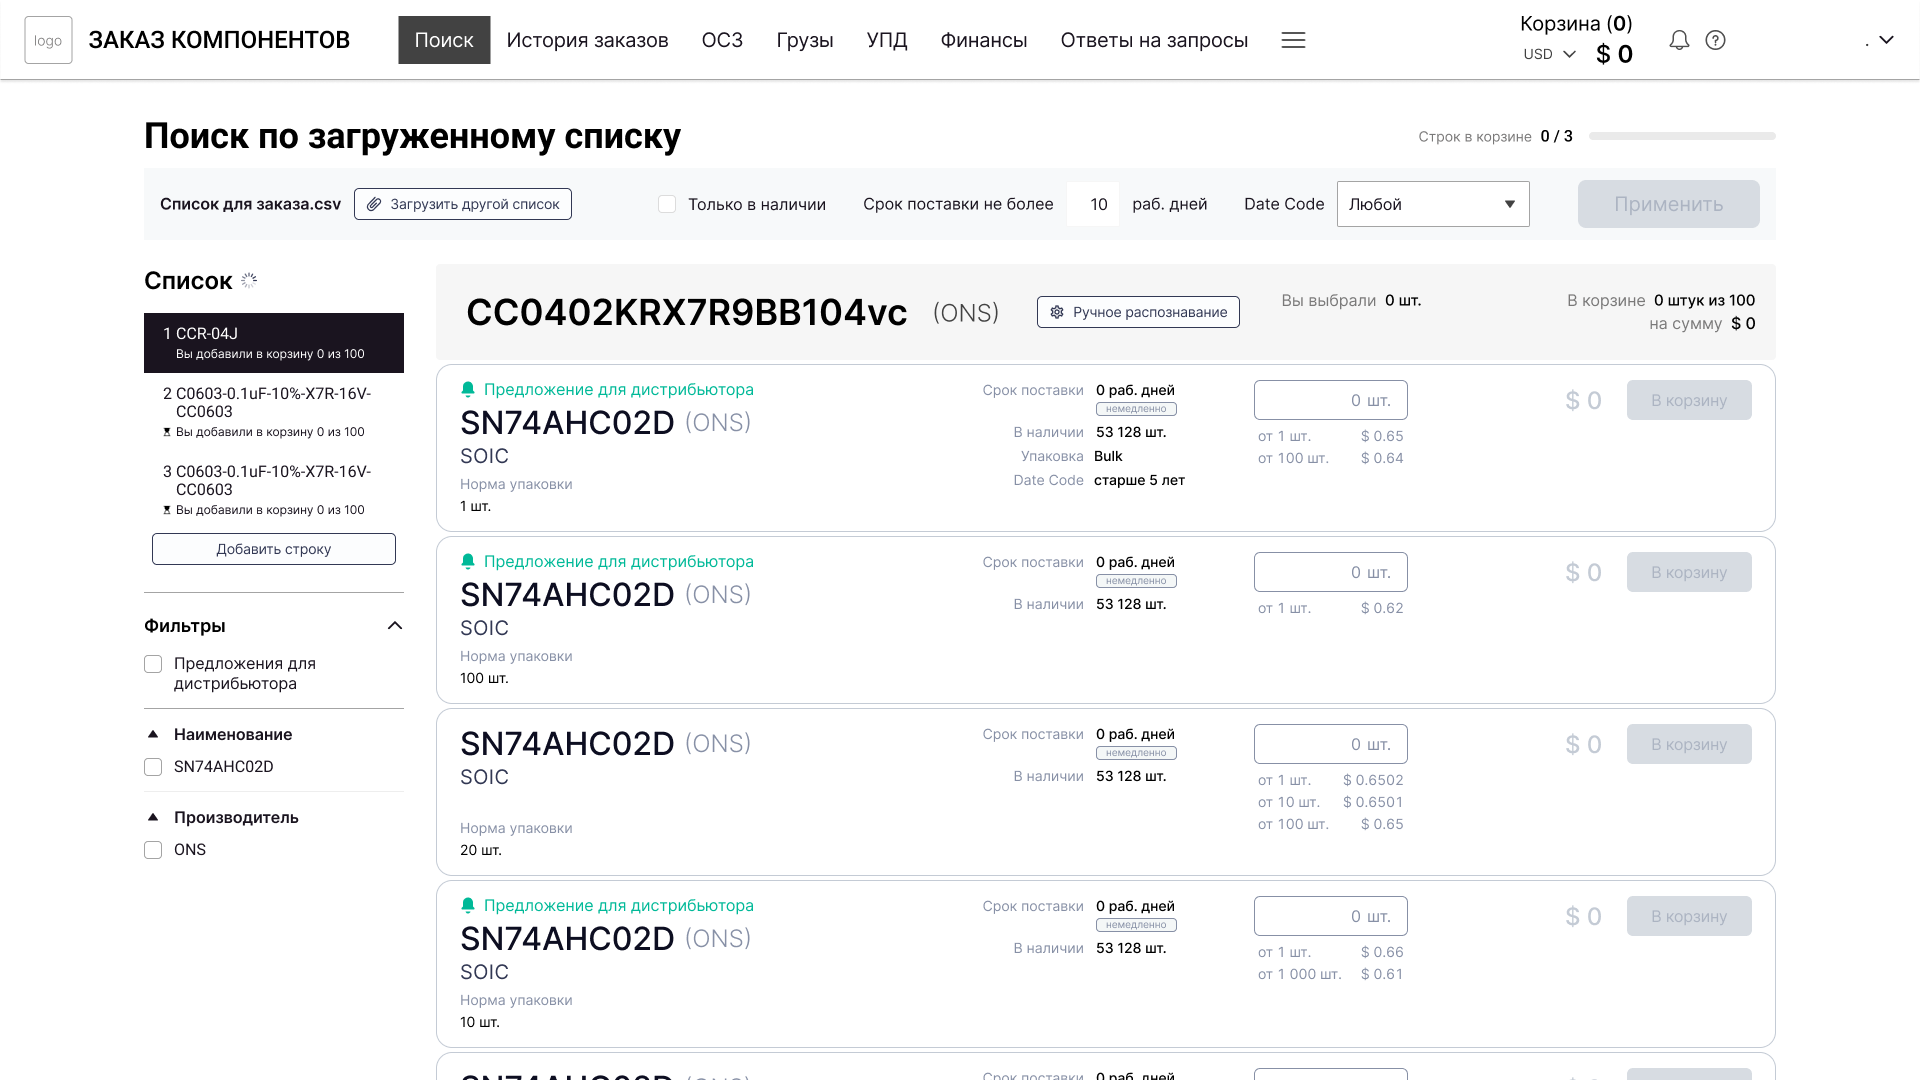 logo
ЗАКАЗ КОМПОНЕНТОВ
Поиск
История заказов
ОСЗ
Грузы
УПД
Финансы
Ответы на запросы
Корзина (0)
USD
$ 0
.
Поиск по загруженному списку
Строк в корзине 0 / 3
Список для заказа.csv
Загрузить другой список
Только в наличии
Срок поставки не более 10 раб. дней
Date Code
Любой
Применить
Список
1 CCR-04J
Вы добавили в корзину 0 из 100
2 C0603-0.1uF-10%-X7R-16V-
CC0603
Вы добавили в корзину 0 из 100
3 C0603-0.1uF-10%-X7R-16V-
CC0603
Вы добавили в корзину 0 из 100
Добавить строку
Фильтры
Предложения для
дистрибьютора
Наименование
SN74AHC02D
Производитель
ONS
CC0402KRX7R9BB104vc (ONS)
Ручное распознавание
Вы выбрали 0 шт.
В корзине 0 штук из 100
на сумму $ 0
Предложение для дистрибьютора
SN74AHC02D (ONS)
SOIC
Норма упаковки
1 шт.
Срок поставки 0 раб. дней
немедленно
В наличии 53 128 шт.
Упаковка Bulk
Date Code старше 5 лет
0 шт.
от 1 шт. $ 0.65
от 100 шт. $ 0.64
$ 0
В корзину
Предложение для дистрибьютора
SN74AHC02D (ONS)
SOIC
Норма упаковки
100 шт.
Срок поставки 0 раб. дней
немедленно
В наличии 53 128 шт.
0 шт.
от 1 шт. $ 0.62
$ 0
В корзину
SN74AHC02D (ONS)
SOIC
Норма упаковки
20 шт.
Срок поставки 0 раб. дней
немедленно
В наличии 53 128 шт.
0 шт.
от 1 шт. $ 0.6502
от 10 шт. $ 0.6501
от 100 шт. $ 0.65
$ 0
В корзину
Предложение для дистрибьютора
SN74AHC02D (ONS)
SOIC
Норма упаковки
10 шт.
Срок поставки 0 раб. дней
немедленно
В наличии 53 128 шт.
0 шт.
от 1 шт. $ 0.66
от 1 000 шт. $ 0.61
$ 0
В корзину
Срок поставки 0 раб. дней